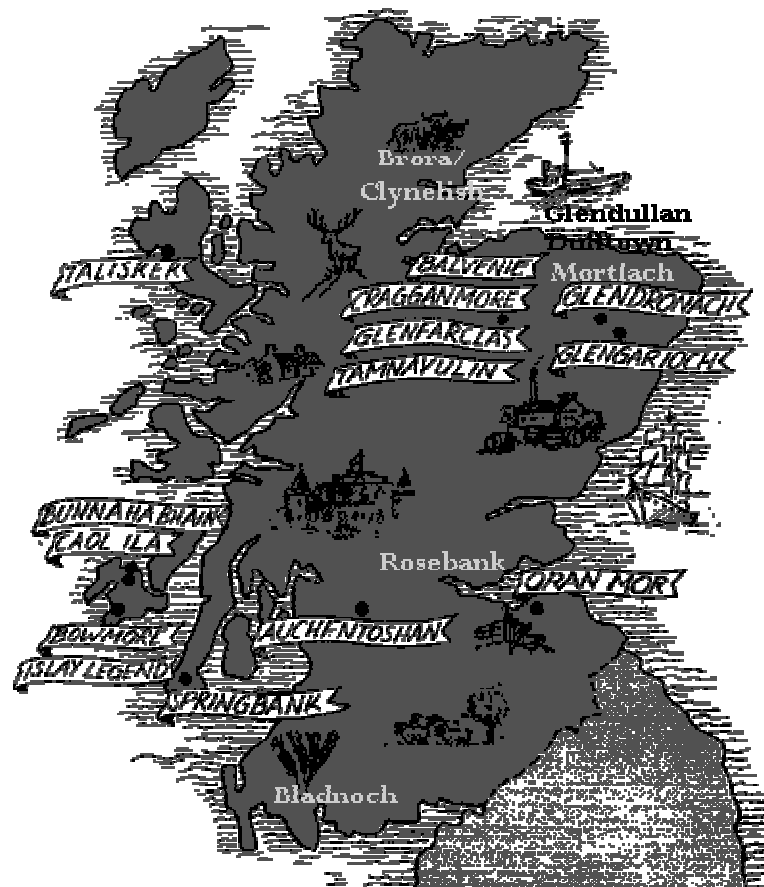 Brora/
Clynelish
Glendullan
Dufftown
TALISKER
BALVENIE
Mortlach
CRAGGANMORE
GLENDRONACH
GLENFARCLAS
GLENGARIOCH
TAMNAVULIN
BUNNAHABHAIN
CAOL ILA
Rosebank
ORAN MOR
BOWMORE
AUCHENTOSHAN
ISLAY LEGEND
SPRINGBANK
Bladnoch